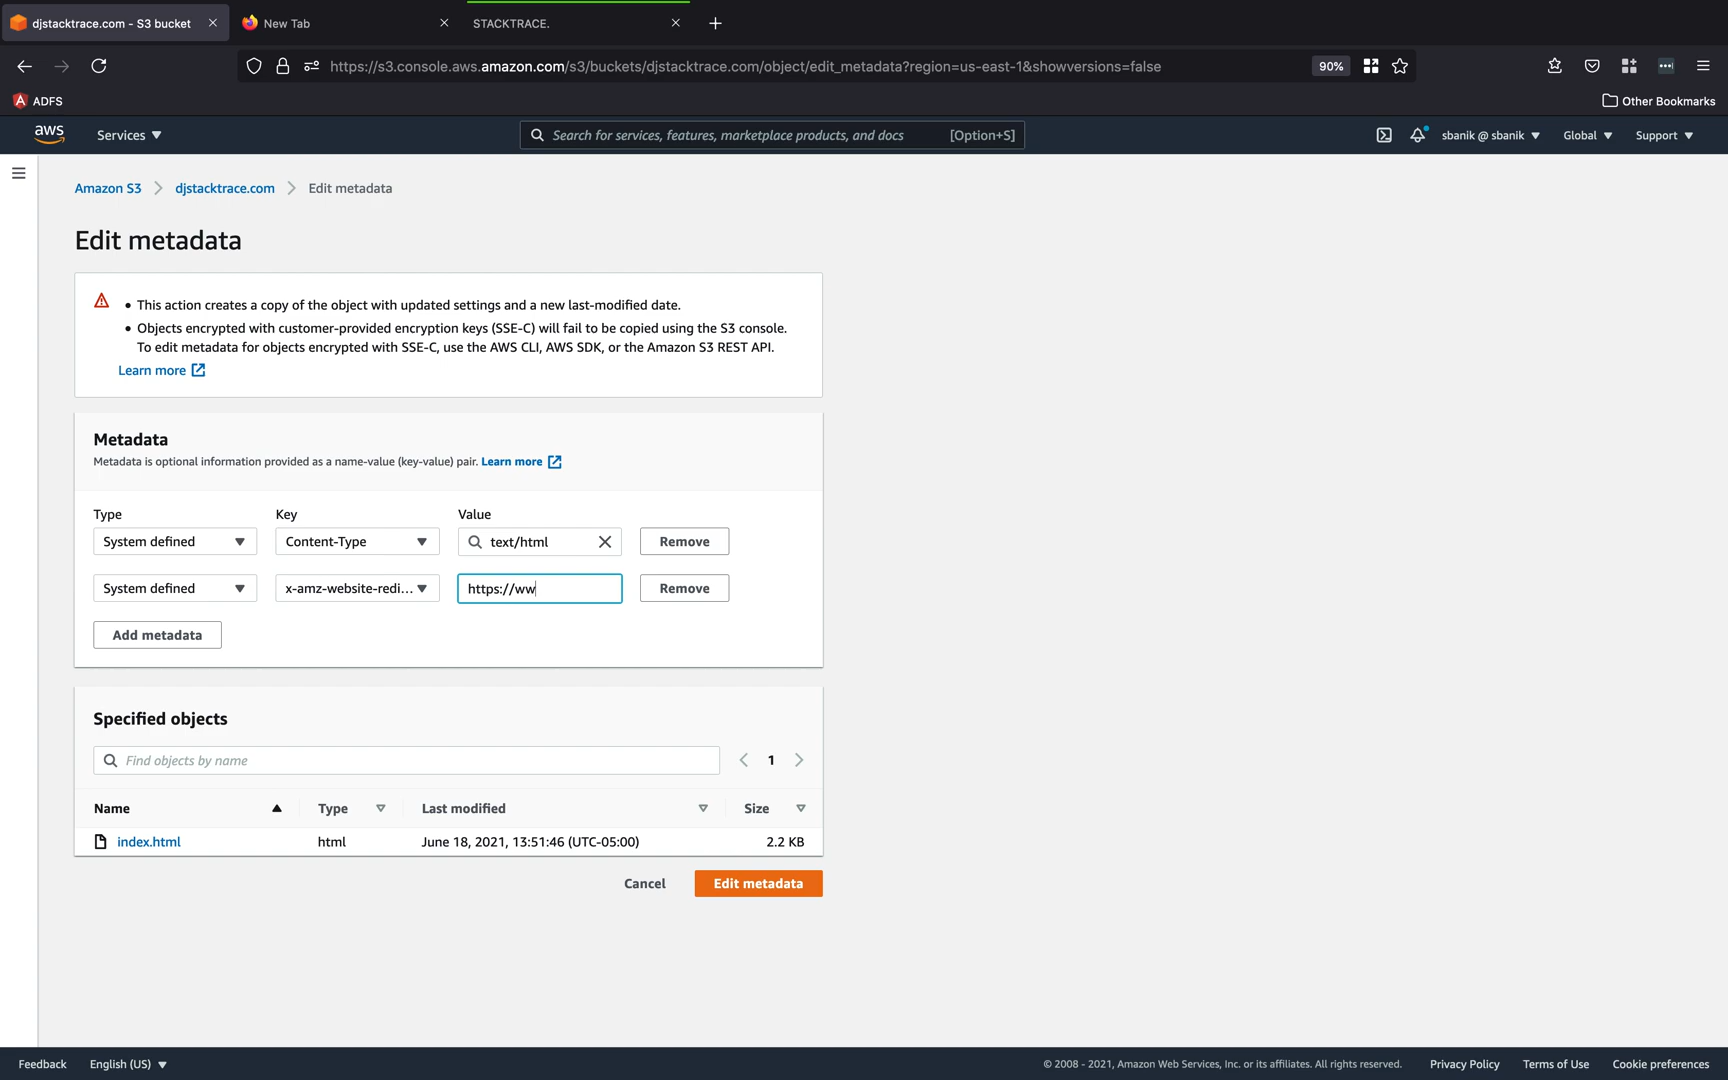 djstacktrace.com - S3 bucket
New Tab
STACKTRACE.
https://s3.console.aws.amazon.com/s3/buckets/djstacktrace.com/object/edit_metadata?region=us-east-1&showversions=false
90%
ADFS
Other Bookmarks
aws
Services
Search for services, features, marketplace products, and docs
[Option+S]
sbanik @ sbanik
Global
Support
Amazon S3
djstacktrace.com
Edit metadata
Edit metadata
• This action creates a copy of the object with updated settings and a new last-modified date.
• Objects encrypted with customer-provided encryption keys (SSE-C) will fail to be copied using the S3 console.
To edit metadata for objects encrypted with SSE-C, use the AWS CLI, AWS SDK, or the Amazon S3 REST API.
Learn more
Metadata
Metadata is optional information provided as a name-value (key-value) pair. Learn more
Type Key Value
System defined Content-Type text/html Remove
System defined x-amz-website-redi... https://ww Remove
Add metadata
Specified objects
Find objects by name
1
Name Type Last modified Size
index.html html June 18, 2021, 13:51:46 (UTC-05:00) 2.2 KB
Cancel Edit metadata
Feedback English (US) © 2008 - 2021, Amazon Web Services, Inc. or its affiliates. All rights reserved. Privacy Policy Terms of Use Cookie preferences